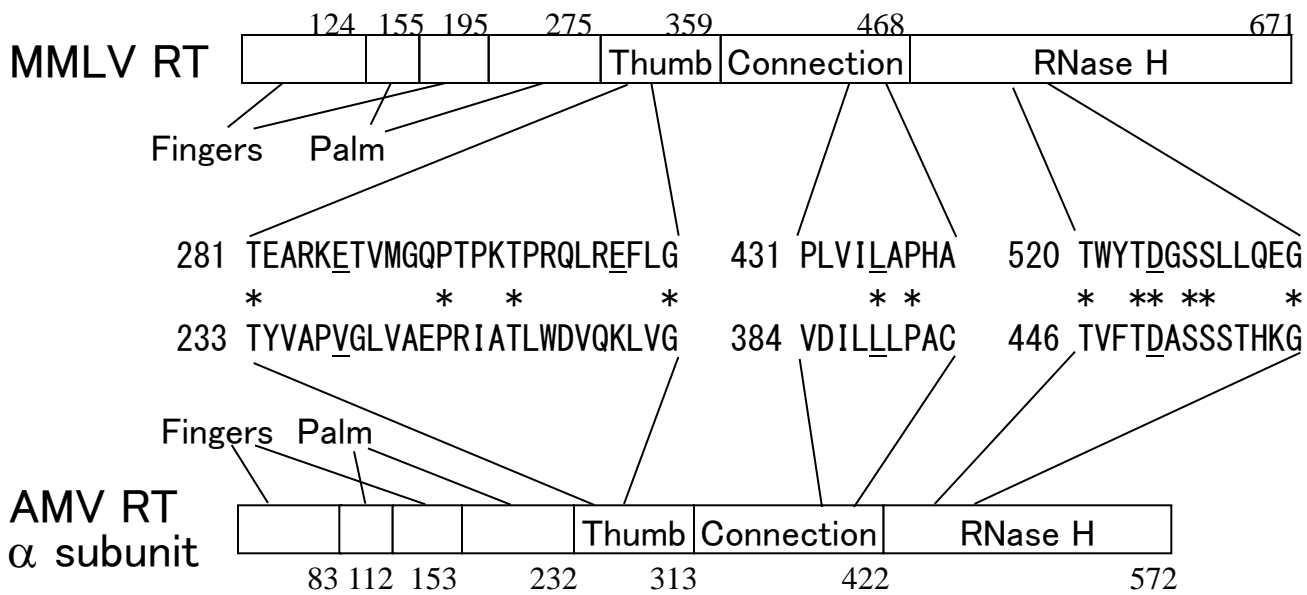 124 155 195 275 359 468 671
MMLV RT Thumb Connection RNase H
Fingers Palm
281 TEARKETVMGQPTPKTPRQLREFLG 431 PLVILAPHA 520 TWYTDGSSLLQEG
* * * * * * * ** ** *
233 TYVAPVGLVAEPRIATLWDVQKLVG 384 VDILLLPAC 446 TVFTDASSSTHKG
Fingers Palm
AMV RT
α subunit Thumb Connection RNase H
83 112 153 232 313 422 572